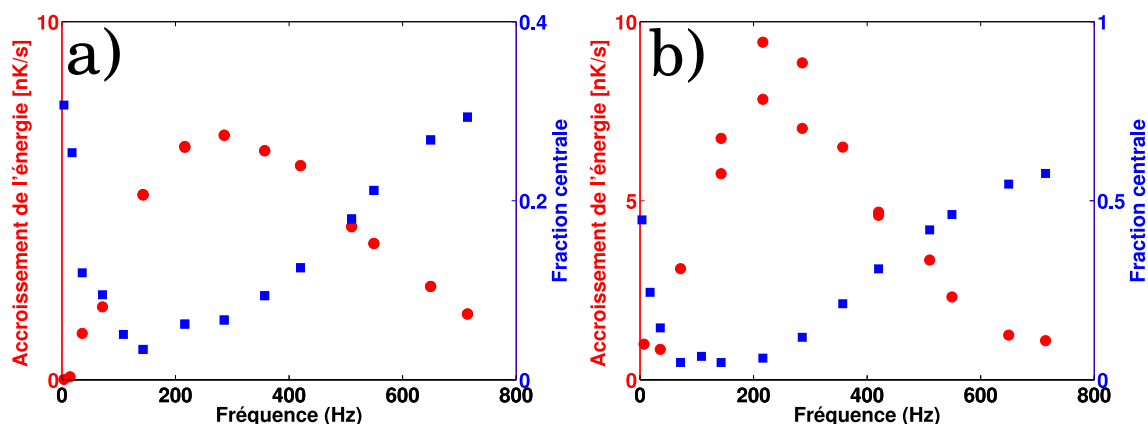 a)
Accroissement de l'énergie [nK/s]
10
0
0.4
0.2
0
Fraction centrale
0 200 400 600 800
Fréquence (Hz)
b)
Accroissement de l'énergie [nK/s]
10
5
0
1
0.5
0
Fraction centrale
0 200 400 600 800
Fréquence (Hz)